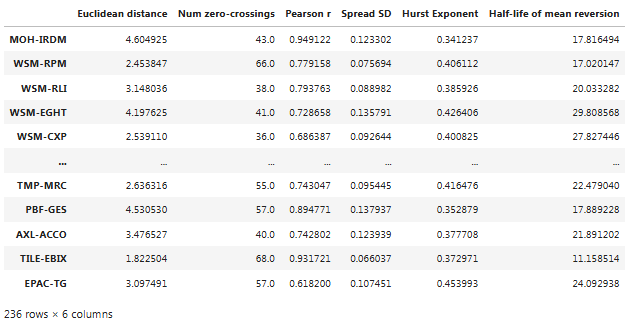 Euclidean distance Num zero-crossings Pearson r Spread SD Hurst Exponent Half-life of mean reversion
MOH-IRDM 4.604925 43.0 0.949122 0.123302 0.341237 17.816494
WSM-RPM 2.453847 66.0 0.779158 0.075694 0.406112 17.020147
WSM-RLI 3.148036 38.0 0.793763 0.088982 0.385926 20.033282
WSM-EGHT 4.197625 41.0 0.728658 0.135791 0.426406 29.808568
WSM-CXP 2.539110 36.0 0.686387 0.092644 0.400825 27.827446
... ... ... ... ... ... ...
TMP-MRC 2.636316 55.0 0.743047 0.095445 0.416476 22.479040
PBF-GES 4.530530 57.0 0.894771 0.137937 0.352879 17.889228
AXL-ACCO 3.476527 40.0 0.742802 0.123939 0.377708 21.891202
TILE-EBIX 1.822504 68.0 0.931721 0.066037 0.372971 11.158514
EPAC-TG 3.097491 57.0 0.618200 0.107451 0.453993 24.092938
236 rows × 6 columns